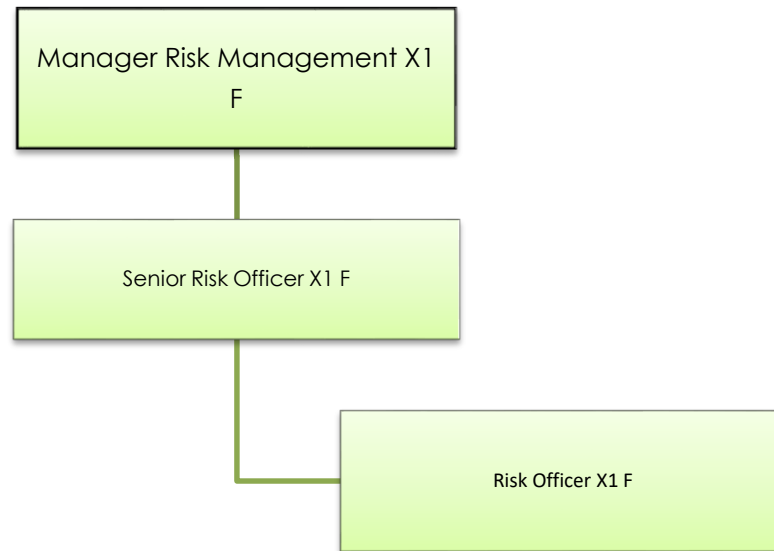 Manager Risk Management X1
F
Senior Risk Officer X1 F
Risk Officer X1 F